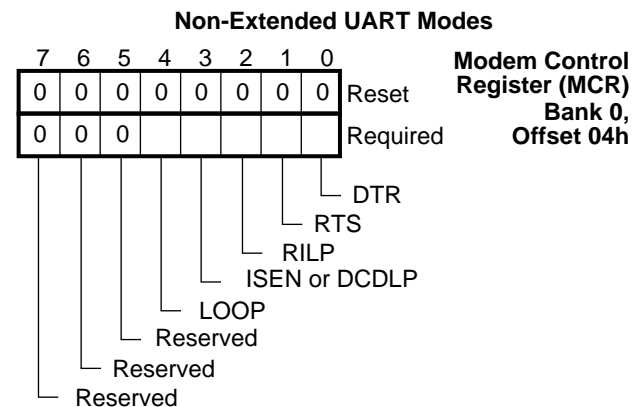 Non-Extended UART Modes
7 6 5 4 3 2 1 0
Modem Control
Register (MCR)
Bank 0,
Offset 04h
0 0 0 0 0 0 0 0 Reset
0 0 0 Required
DTR
RTS
RILP
ISEN or DCDLP
LOOP
Reserved
Reserved
Reserved